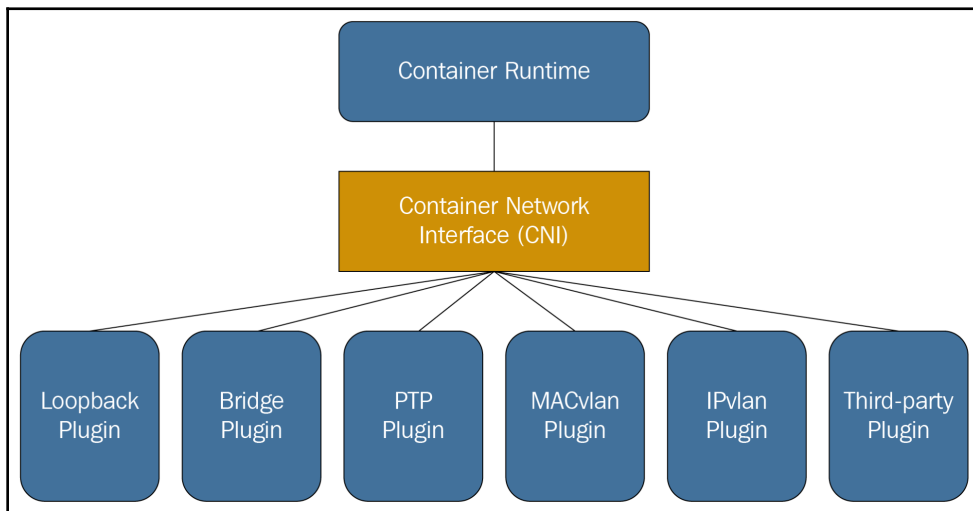 Container Runtime
Container Network
Interface (CNI)
Loopback
Plugin
Bridge
Plugin
PTP
Plugin
MACvlan
Plugin
IPvlan
Plugin
Third-party
Plugin